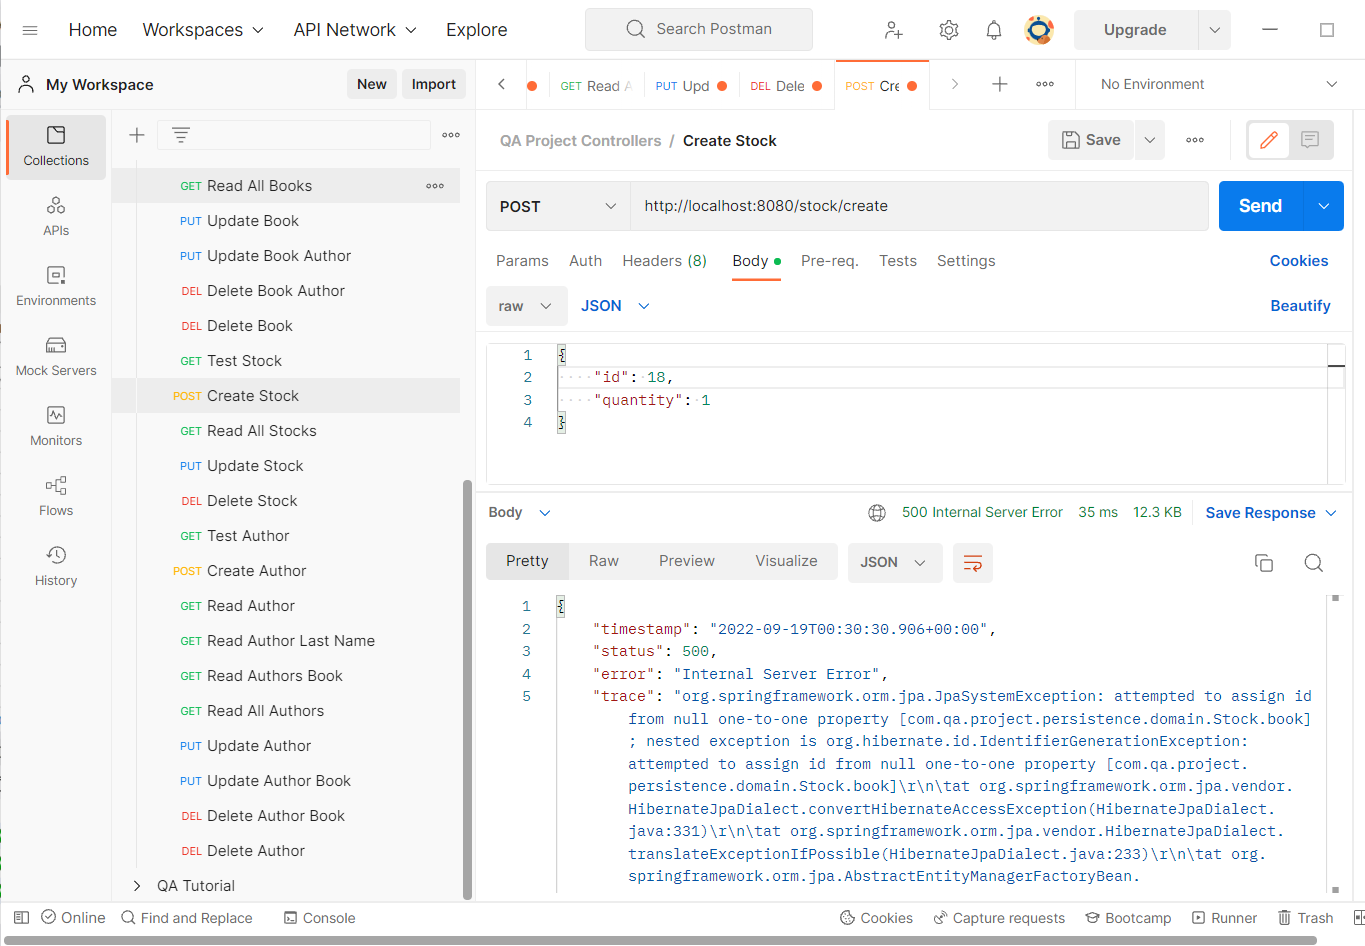 Home
Workspaces
API Network
Explore
Search Postman
Upgrade
My Workspace
New
Import
GET Read A
PUT Upd
DEL Dele
POST Cre
No Environment
Collections
APIs
Environments
Mock Servers
Monitors
Flows
History
GET Read All Books
PUT Update Book
PUT Update Book Author
DEL Delete Book Author
DEL Delete Book
GET Test Stock
POST Create Stock
GET Read All Stocks
PUT Update Stock
DEL Delete Stock
GET Test Author
POST Create Author
GET Read Author
GET Read Author Last Name
GET Read Authors Book
GET Read All Authors
PUT Update Author
PUT Update Author Book
DEL Delete Author Book
DEL Delete Author
QA Tutorial
QA Project Controllers / Create Stock
Save
POST
http://localhost:8080/stock/create
Send
Params
Auth
Headers (8)
Body
Pre-req.
Tests
Settings
Cookies
raw
JSON
Beautify
1 {
2 "id": 18,
3 "quantity": 1
4 }
Body
500 Internal Server Error
35 ms
12.3 KB
Save Response
Pretty
Raw
Preview
Visualize
JSON
1 {
2 "timestamp": "2022-09-19T00:30:30.906+00:00",
3 "status": 500,
4 "error": "Internal Server Error",
5 "trace": "org.springframework.orm.jpa.JpaSystemException: attempted to assign id
from null one-to-one property [com.qa.project.persistence.domain.Stock.book]
; nested exception is org.hibernate.id.IdentifierGenerationException:
attempted to assign id from null one-to-one property [com.qa.project.
persistence.domain.Stock.book]\r\n\tat org.springframework.orm.jpa.vendor.
HibernateJpaDialect.convertHibernateAccessException(HibernateJpaDialect.
java:331)\r\n\tat org.springframework.orm.jpa.vendor.HibernateJpaDialect.
translateExceptionIfPossible(HibernateJpaDialect.java:233)\r\n\tat org.
springframework.orm.jpa.AbstractEntityManagerFactoryBean.
Online
Find and Replace
Console
Cookies
Capture requests
Bootcamp
Runner
Trash